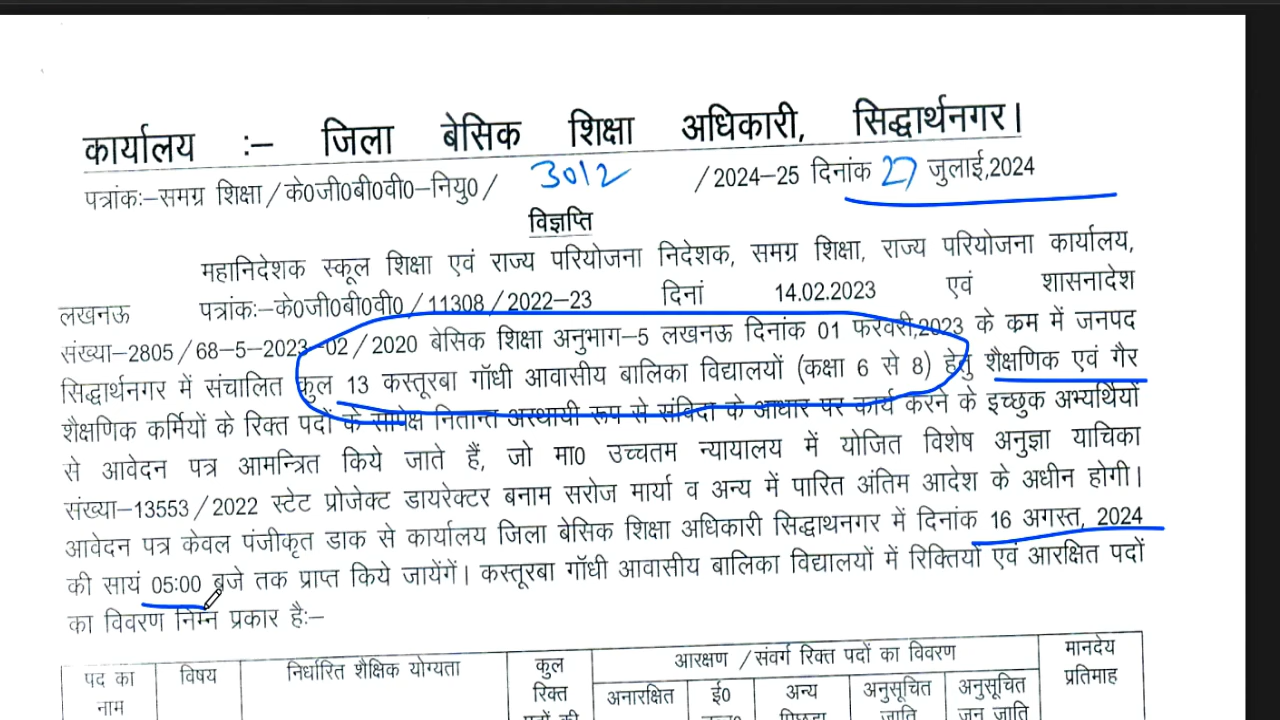 कार्यालय :– जिला बेसिक शिक्षा अधिकारी, सिद्धार्थनगर।
पत्रांक:–समग्र शिक्षा/के0जी0बी0वी0–नियु0/ 3012 /2024–25 दिनांक 27 जुलाई,2024
विज्ञप्ति
महानिदेशक स्कूल शिक्षा एवं राज्य परियोजना निदेशक, समग्र शिक्षा, राज्य परियोजना कार्यालय,
लखनऊ पत्रांक:–के0जी0बी0वी0/11308/2022–23 दिनां 14.02.2023 एवं शासनादेश
संख्या–2805/68–5–2023–02/2020 बेसिक शिक्षा अनुभाग–5 लखनऊ दिनांक 01 फरवरी,2023 के क्रम में जनपद
सिद्धार्थनगर में संचालित कुल 13 कस्तूरबा गॉधी आवासीय बालिका विद्यालयों (कक्षा 6 से 8) हेतु शैक्षणिक एवं गैर
शैक्षणिक कर्मियों के रिक्त पदों के सापेक्ष नितान्त अस्थायी रूप से संविदा के आधार पर कार्य करने के इच्छुक अभ्यर्थियों
से आवेदन पत्र आमन्त्रित किये जाते हैं, जो मा0 उच्चतम न्यायालय में योजित विशेष अनुज्ञा याचिका
संख्या–13553/2022 स्टेट प्रोजेक्ट डायरेक्टर बनाम सरोज मार्या व अन्य में पारित अंतिम आदेश के अधीन होगी।
आवेदन पत्र केवल पंजीकृत डाक से कार्यालय जिला बेसिक शिक्षा अधिकारी सिद्धाथनगर में दिनांक 16 अगस्त, 2024
की सायं 05:00 बजे तक प्राप्त किये जायेंगें। कस्तूरबा गॉधी आवासीय बालिका विद्यालयों में रिक्तियों एवं आरक्षित पदों
का विवरण निम्न प्रकार है:–
पद का नाम विषय निर्धारित शैक्षिक योग्यता कुल रिक्त पदों की आरक्षण /संवर्ग रिक्त पदों का विवरण मानदेय प्रतिमाह
अनारक्षित ई0 अन्य अनुसूचित जाति अनुसूचित जन जाति